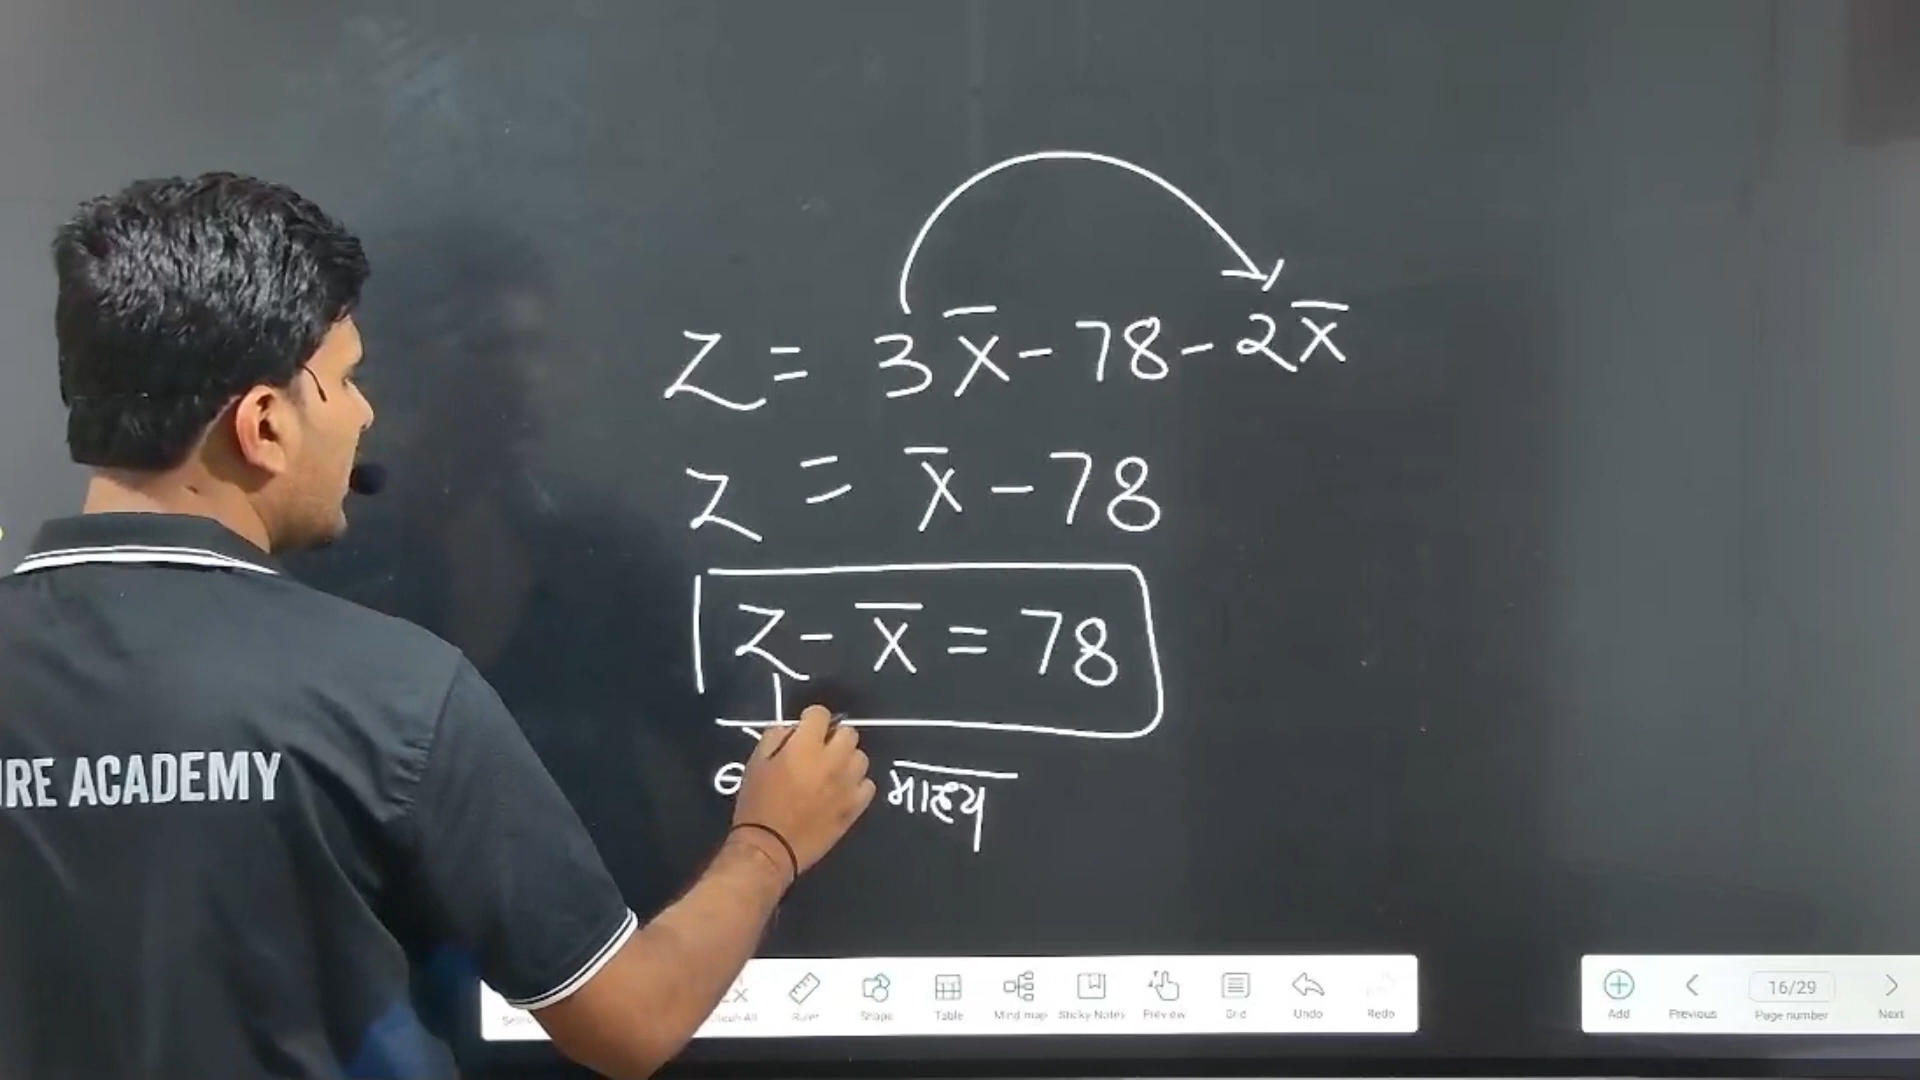 Z = 3x̅ - 78 - 2x̅
Z = x̅ - 78
Z - x̅ = 78
माध्य
IRE ACADEMY
Ruler Shape Table Mind map Sticky Notes Preview Grid Undo Redo
Add Previous 16/29 Page number Next